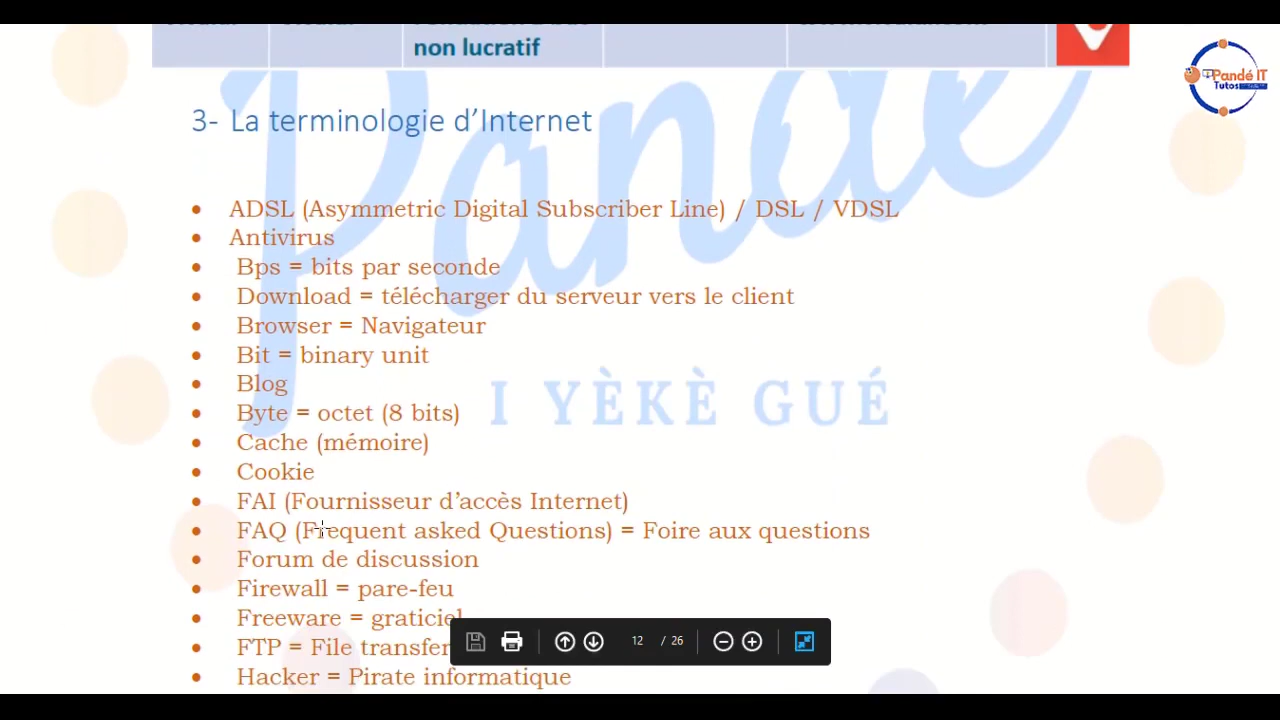 non lucratif
Pandé IT
Tutos
3- La terminologie d’Internet
Pandé
I YÈKÈ GUÉ
• ADSL (Asymmetric Digital Subscriber Line) / DSL / VDSL
• Antivirus
• Bps = bits par seconde
• Download = télécharger du serveur vers le client
• Browser = Navigateur
• Bit = binary unit
• Blog
• Byte = octet (8 bits)
• Cache (mémoire)
• Cookie
• FAI (Fournisseur d’accès Internet)
• FAQ (Frequent asked Questions) = Foire aux questions
• Forum de discussion
• Firewall = pare-feu
• Freeware = graticiel
• FTP = File transfer
• Hacker = Pirate informatique
12 / 26